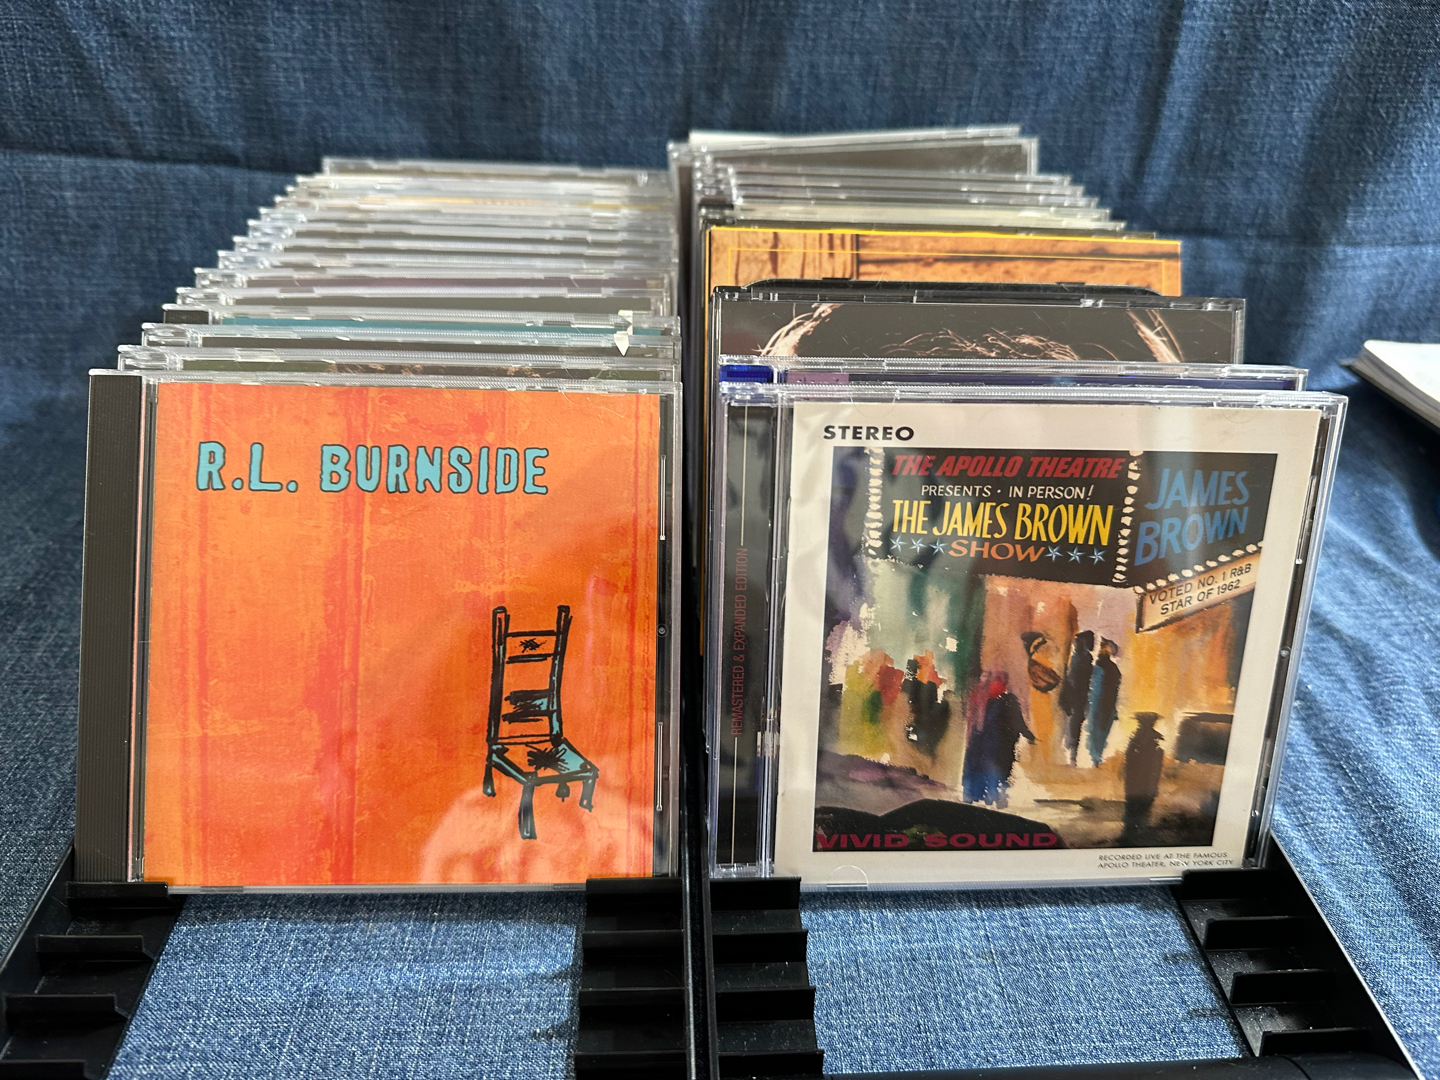 R.L. BURNSIDE
STEREO
THE APOLLO THEATRE
PRESENTS · IN PERSON!
THE JAMES BROWN
SHOW
JAMES
BROWN
VOTED NO. 1 R&B
STAR OF 1962
VIVID SOUND
RECORDED LIVE AT THE FAMOUS
APOLLO THEATER, NEW YORK CITY
REMASTERED & EXPANDED EDITION